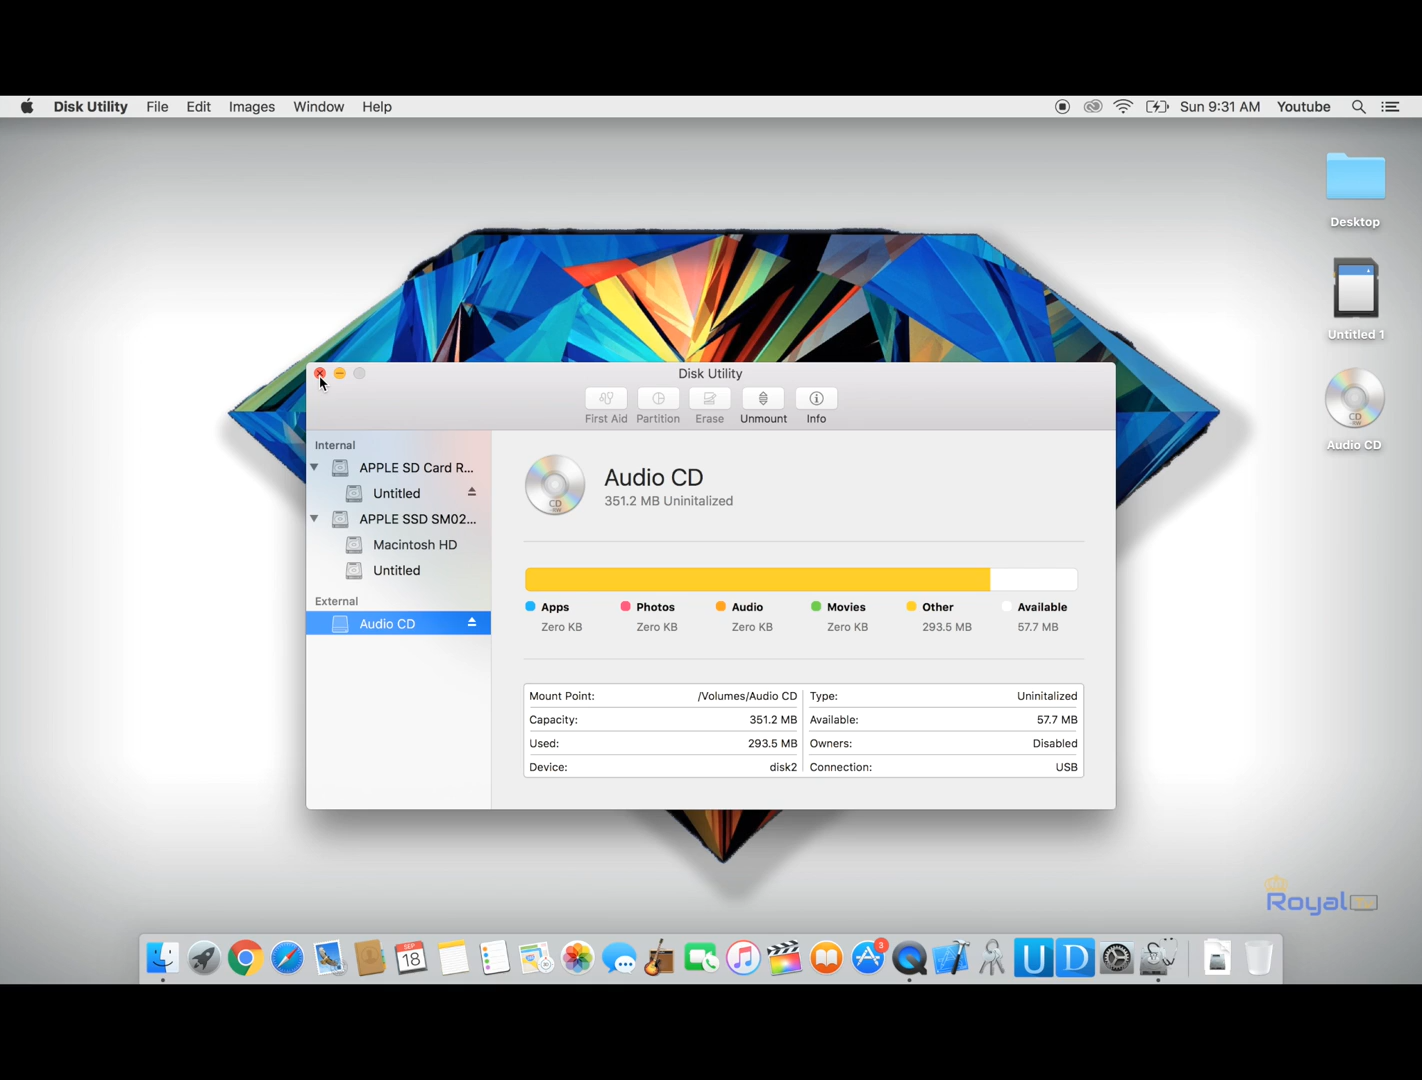 Disk Utility File Edit Images Window Help Sun 9:31 AM Youtube
Desktop
Untitled 1
CD
Audio CD
Disk Utility
First Aid Partition Erase Unmount Info
Internal
APPLE SD Card R...
Untitled
APPLE SSD SM02...
Macintosh HD
Untitled
External
Audio CD
CD
Audio CD
351.2 MB Uninitalized
Apps Photos Audio Movies Other Available
Zero KB Zero KB Zero KB Zero KB 293.5 MB 57.7 MB
Mount Point: /Volumes/Audio CD Type: Uninitalized
Capacity: 351.2 MB Available: 57.7 MB
Used: 293.5 MB Owners: Disabled
Device: disk2 Connection: USB
Royal
SEP
18
3
U D